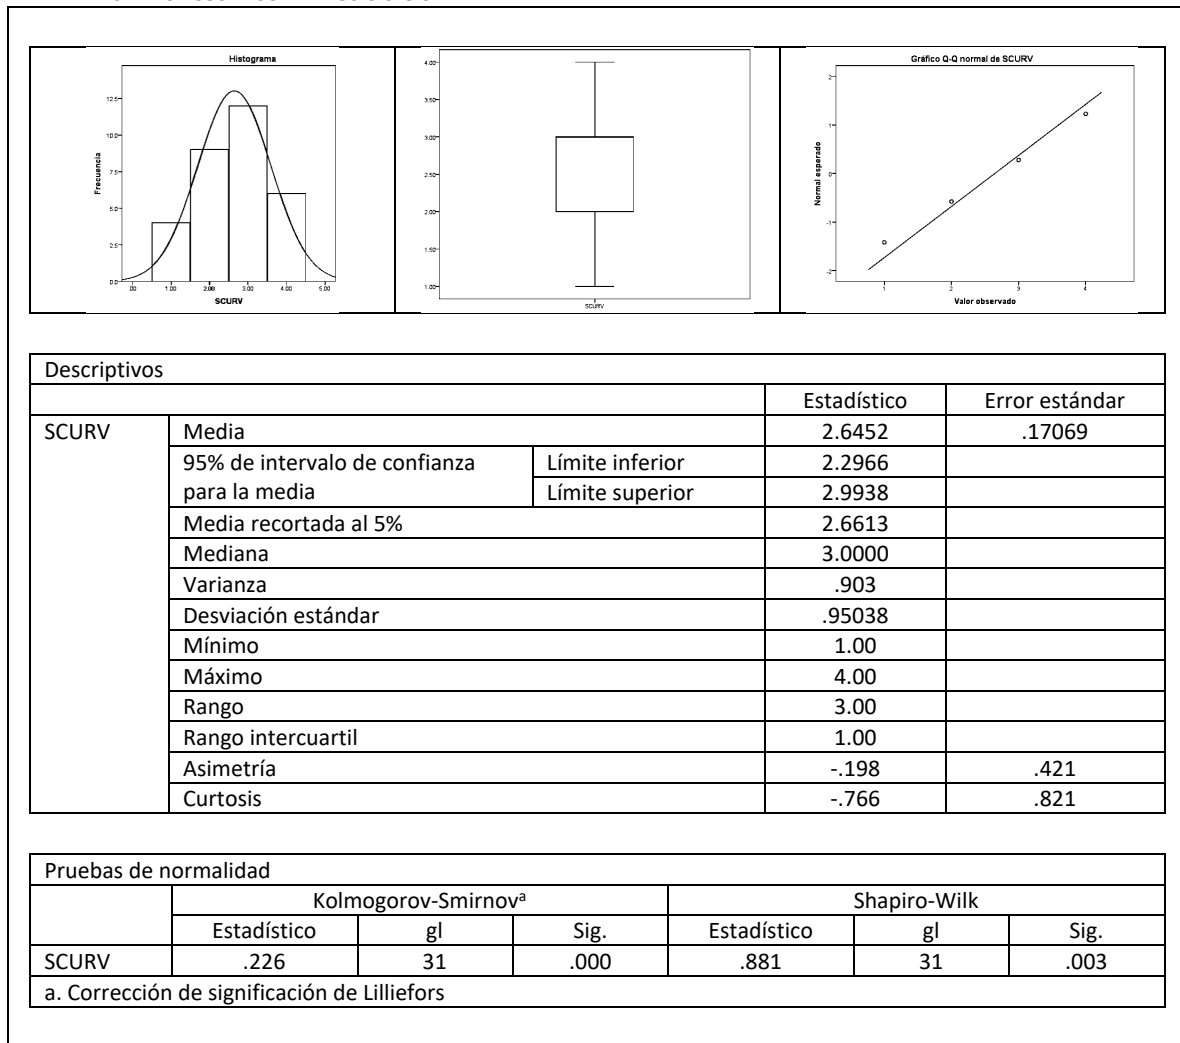 Histograma
Frecuencia
12.5
10.0
7.5
5.0
2.5
0.0
.00 1.00 2.00 3.00 4.00 5.00
SCURV
4.00
3.50
3.00
2.50
2.00
1.50
1.00
SCURV
Gráfico Q-Q normal de SCURV
Normal esperado
2
1
0
-1
-2
1 2 3 4
Valor observado
Descriptivos
Estadístico Error estándar
SCURV Media 2.6452 .17069
95% de intervalo de confianza Límite inferior 2.2966
para la media Límite superior 2.9938
Media recortada al 5% 2.6613
Mediana 3.0000
Varianza .903
Desviación estándar .95038
Mínimo 1.00
Máximo 4.00
Rango 3.00
Rango intercuartil 1.00
Asimetría -.198 .421
Curtosis -.766 .821
Pruebas de normalidad
Kolmogorov-Smirnovᵃ Shapiro-Wilk
Estadístico gl Sig. Estadístico gl Sig.
SCURV .226 31 .000 .881 31 .003
a. Corrección de significación de Lilliefors